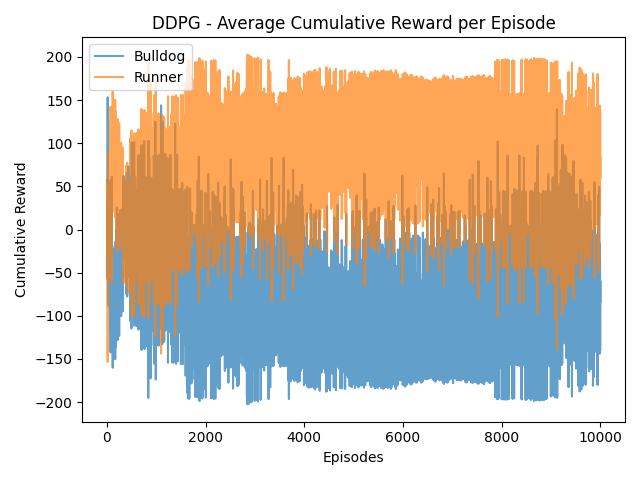 DDPG - Average Cumulative Reward per Episode
Bulldog
Runner
Cumulative Reward
200
150
100
50
0
−50
−100
−150
−200
0 2000 4000 6000 8000 10000
Episodes